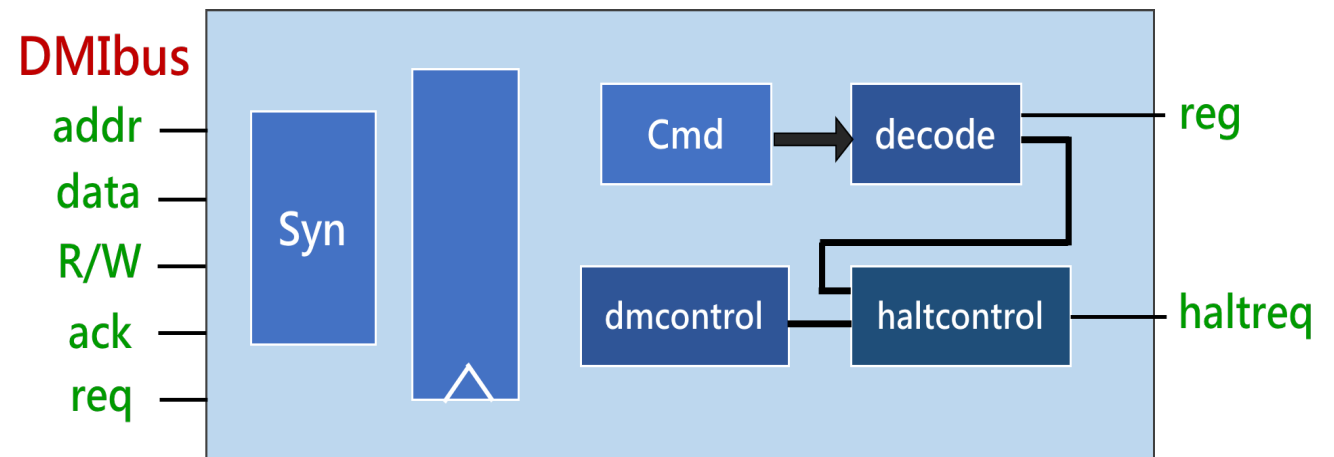 DMIbus
addr
data
R/W
ack
req
Syn
Cmd
decode
dmcontrol
haltcontrol
reg
haltreq